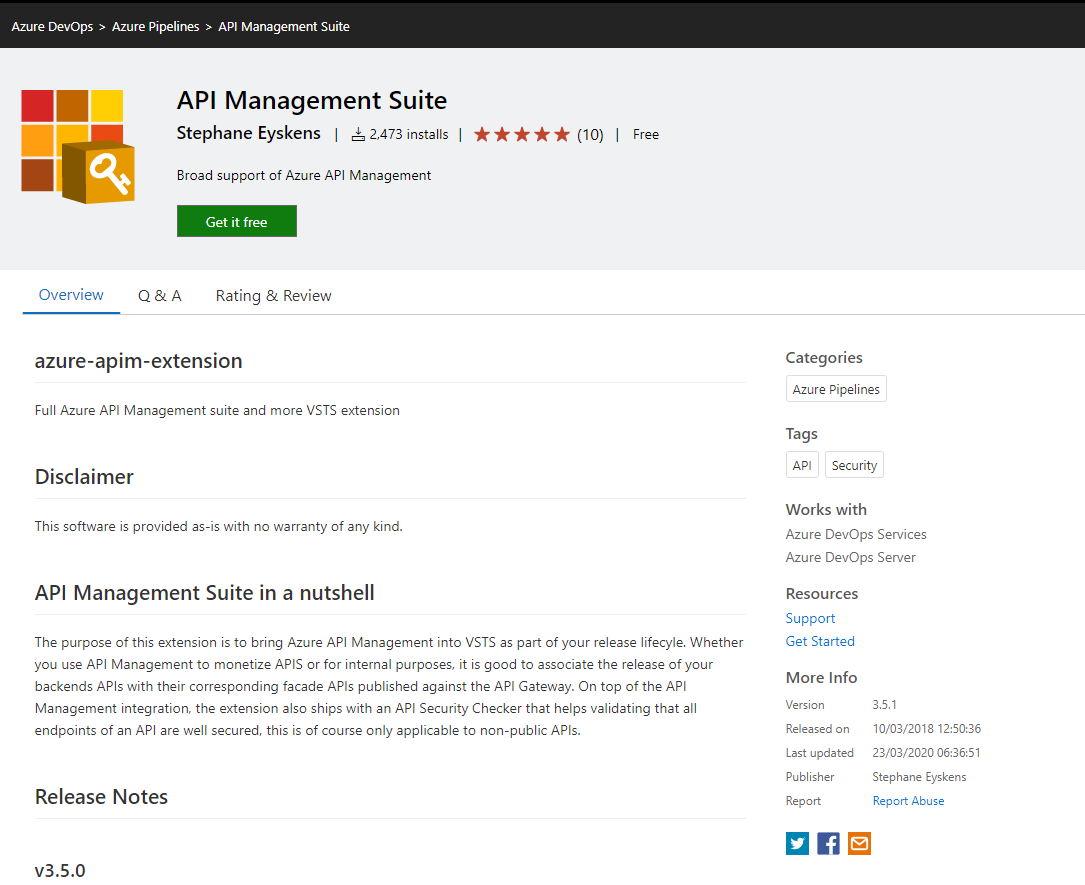 Azure DevOps > Azure Pipelines > API Management Suite
API Management Suite
Stephane Eyskens | 2,473 installs | (10) | Free
Broad support of Azure API Management
Get it free
Overview Q & A Rating & Review
azure-apim-extension
Full Azure API Management suite and more VSTS extension
Disclaimer
This software is provided as-is with no warranty of any kind.
API Management Suite in a nutshell
The purpose of this extension is to bring Azure API Management into VSTS as part of your release lifecyle. Whether
you use API Management to monetize APIS or for internal purposes, it is good to associate the release of your
backends APIs with their corresponding facade APIs published against the API Gateway. On top of the API
Management integration, the extension also ships with an API Security Checker that helps validating that all
endpoints of an API are well secured, this is of course only applicable to non-public APIs.
Release Notes
v3.5.0
Categories
Azure Pipelines
Tags
API Security
Works with
Azure DevOps Services
Azure DevOps Server
Resources
Support
Get Started
More Info
Version 3.5.1
Released on 10/03/2018 12:50:36
Last updated 23/03/2020 06:36:51
Publisher Stephane Eyskens
Report Report Abuse